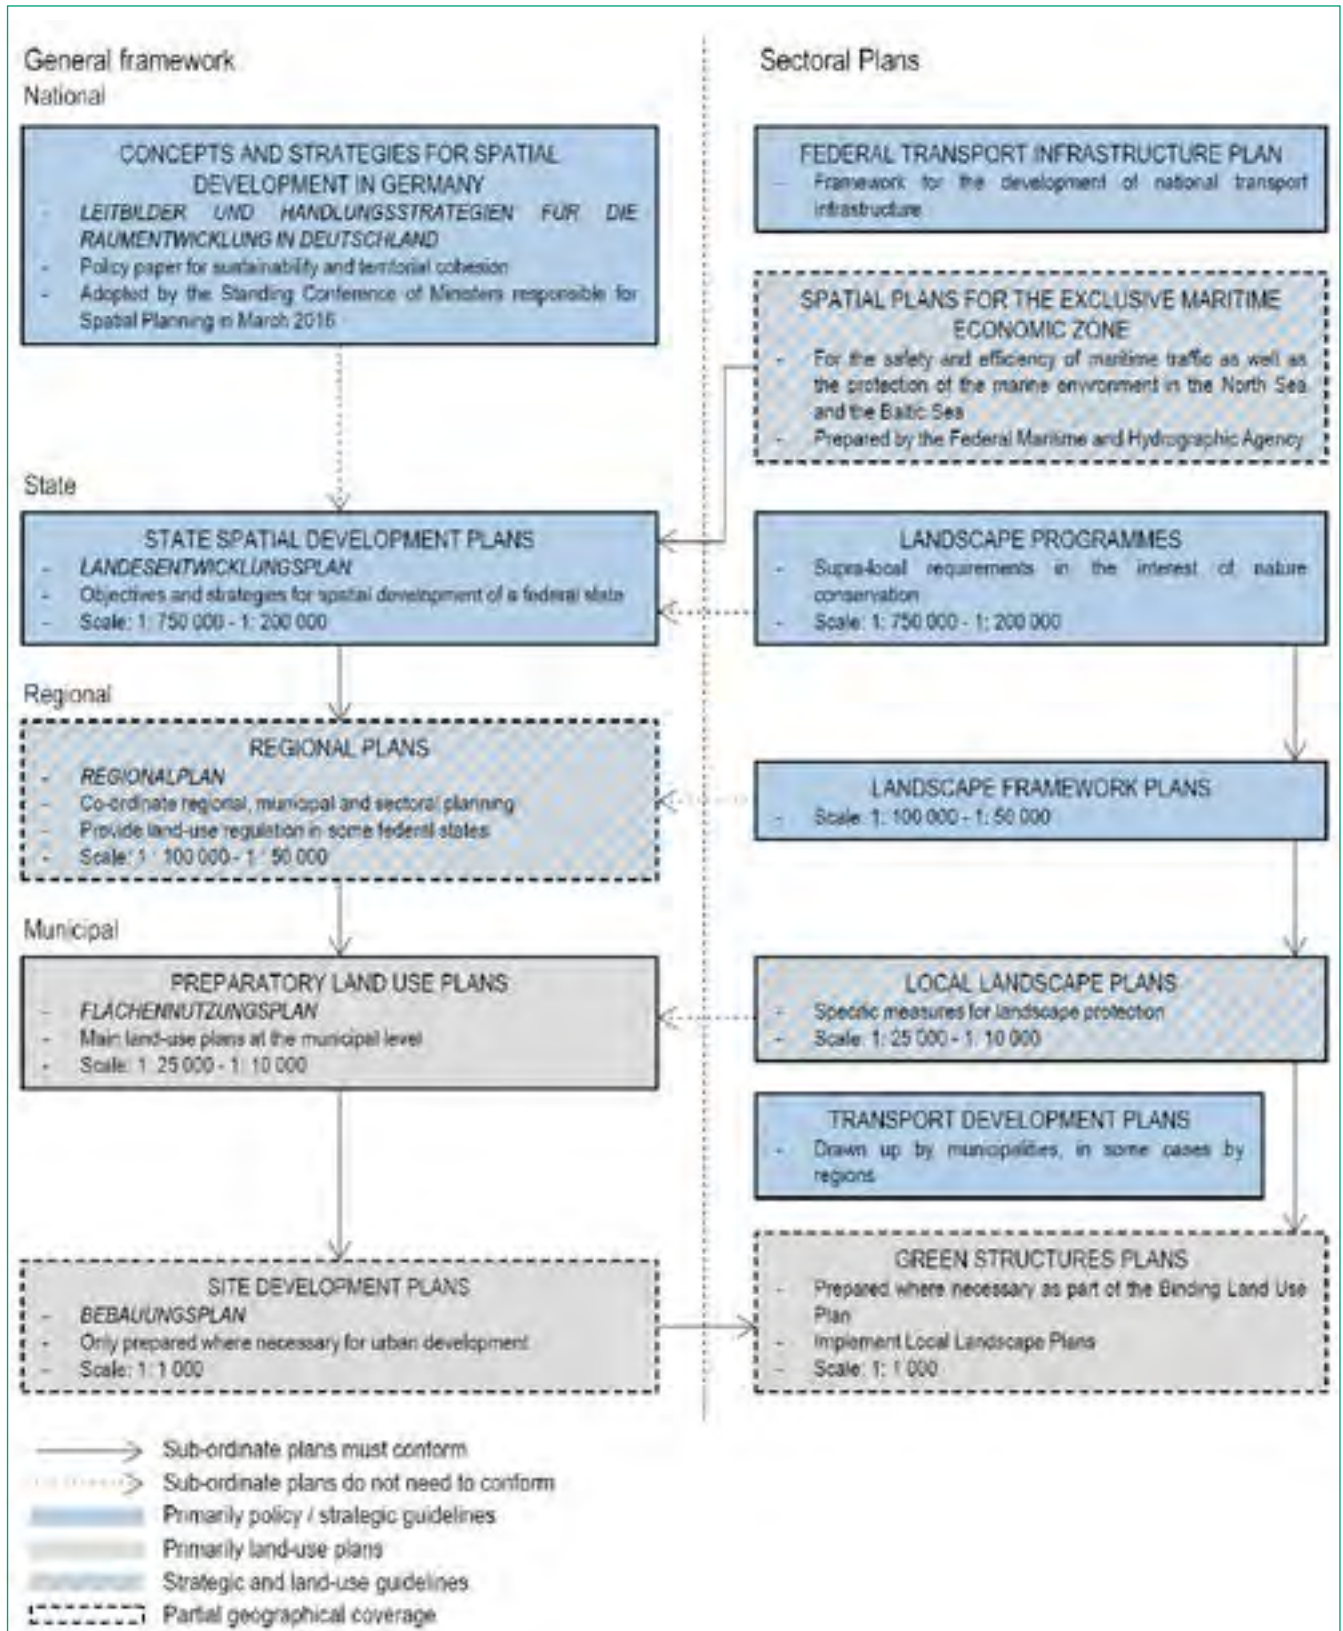 General framework
National
CONCEPTS AND STRATEGIES FOR SPATIAL
DEVELOPMENT IN GERMANY
- LEITBILDER UND HANDLUNGSSTRATEGIEN FÜR DIE
RAUMENTWICKLUNG IN DEUTSCHLAND
- Policy paper for sustainability and territorial cohesion
- Adopted by the Standing Conference of Ministers responsible for
Spatial Planning in March 2016
State
STATE SPATIAL DEVELOPMENT PLANS
- LANDESENTWICKLUNGSPLAN
- Objectives and strategies for spatial development of a federal state
- Scale: 1: 750 000 - 1: 200 000
Regional
REGIONAL PLANS
- REGIONALPLAN
- Co-ordinate regional, municipal and sectoral planning
- Provide land-use regulation in some federal states
- Scale: 1 : 100 000 - 1 : 50 000
Municipal
PREPARATORY LAND USE PLANS
- FLÄCHENNUTZUNGSPLAN
- Main land-use plans at the municipal level
- Scale: 1: 25 000 - 1: 10 000
SITE DEVELOPMENT PLANS
- BEBAUUNGSPLAN
- Only prepared where necessary for urban development
- Scale: 1: 1 000
Sectoral Plans
FEDERAL TRANSPORT INFRASTRUCTURE PLAN
- Framework for the development of national transport
infrastructure
SPATIAL PLANS FOR THE EXCLUSIVE MARITIME
ECONOMIC ZONE
- For the safety and efficiency of maritime traffic as well as
the protection of the marine environment in the North Sea
and the Baltic Sea
- Prepared by the Federal Maritime and Hydrographic Agency
LANDSCAPE PROGRAMMES
- Supra-local requirements in the interest of nature
conservation
- Scale: 1: 750 000 - 1: 200 000
LANDSCAPE FRAMEWORK PLANS
- Scale: 1: 100 000 - 1: 50 000
LOCAL LANDSCAPE PLANS
- Specific measures for landscape protection
- Scale: 1: 25 000 - 1: 10 000
TRANSPORT DEVELOPMENT PLANS
- Drawn up by municipalities, in some cases by
regions
GREEN STRUCTURES PLANS
- Prepared where necessary as part of the Binding Land Use
Plan
- Implement Local Landscape Plans
- Scale: 1: 1 000
Sub-ordinate plans must conform
Sub-ordinate plans do not need to conform
Primarily policy / strategic guidelines
Primarily land-use plans
Strategic and land-use guidelines
Partial geographical coverage